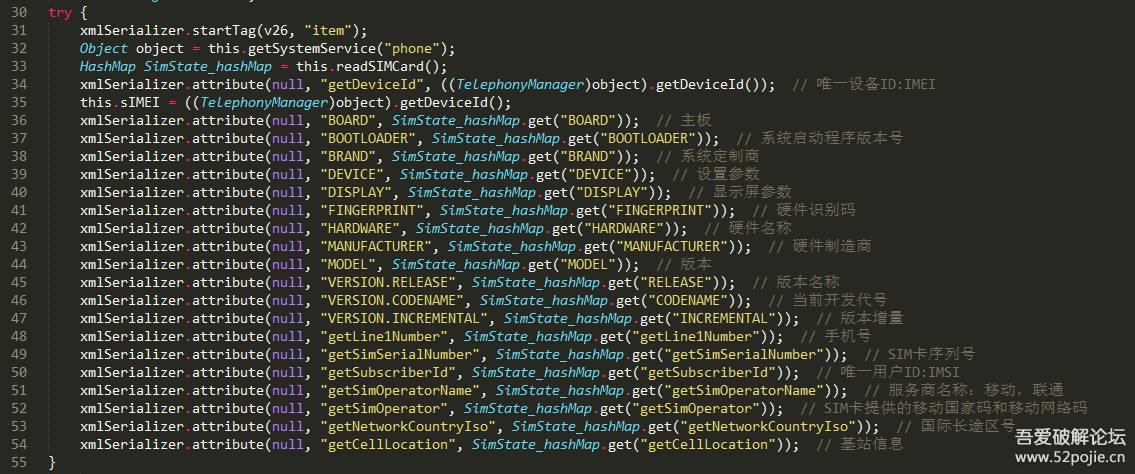 30 try {
31 xmlSerializer.startTag(v26, "item");
32 Object object = this.getSystemService("phone");
33 HashMap SimState_hashMap = this.readSIMCard();
34 xmlSerializer.attribute(null, "getDeviceId", ((TelephonyManager)object).getDeviceId()); // 唯一设备ID:IMEI
35 this.sIMEI = ((TelephonyManager)object).getDeviceId();
36 xmlSerializer.attribute(null, "BOARD", SimState_hashMap.get("BOARD")); // 主板
37 xmlSerializer.attribute(null, "BOOTLOADER", SimState_hashMap.get("BOOTLOADER")); // 系统启动程序版本号
38 xmlSerializer.attribute(null, "BRAND", SimState_hashMap.get("BRAND")); // 系统定制商
39 xmlSerializer.attribute(null, "DEVICE", SimState_hashMap.get("DEVICE")); // 设置参数
40 xmlSerializer.attribute(null, "DISPLAY", SimState_hashMap.get("DISPLAY")); // 显示屏参数
41 xmlSerializer.attribute(null, "FINGERPRINT", SimState_hashMap.get("FINGERPRINT")); // 硬件识别码
42 xmlSerializer.attribute(null, "HARDWARE", SimState_hashMap.get("HARDWARE")); // 硬件名称
43 xmlSerializer.attribute(null, "MANUFACTURER", SimState_hashMap.get("MANUFACTURER")); // 硬件制造商
44 xmlSerializer.attribute(null, "MODEL", SimState_hashMap.get("MODEL")); // 版本
45 xmlSerializer.attribute(null, "VERSION.RELEASE", SimState_hashMap.get("RELEASE")); // 版本名称
46 xmlSerializer.attribute(null, "VERSION.CODENAME", SimState_hashMap.get("CODENAME")); // 当前开发代号
47 xmlSerializer.attribute(null, "VERSION.INCREMENTAL", SimState_hashMap.get("INCREMENTAL")); // 版本增量
48 xmlSerializer.attribute(null, "getLine1Number", SimState_hashMap.get("getLine1Number")); // 手机号
49 xmlSerializer.attribute(null, "getSimSerialNumber", SimState_hashMap.get("getSimSerialNumber")); // SIM卡序列号
50 xmlSerializer.attribute(null, "getSubscriberId", SimState_hashMap.get("getSubscriberId")); // 唯一用户ID:IMSI
51 xmlSerializer.attribute(null, "getSimOperatorName", SimState_hashMap.get("getSimOperatorName")); // 服务商名称：移动，联通
52 xmlSerializer.attribute(null, "getSimOperator", SimState_hashMap.get("getSimOperator")); // SIM卡提供的移动国家码和移动网络码
53 xmlSerializer.attribute(null, "getNetworkCountryIso", SimState_hashMap.get("getNetworkCountryIso")); // 国际长途区号
54 xmlSerializer.attribute(null, "getCellLocation", SimState_hashMap.get("getCellLocation")); // 基站信息
55 }
吾爱破解论坛
www.52pojie.cn